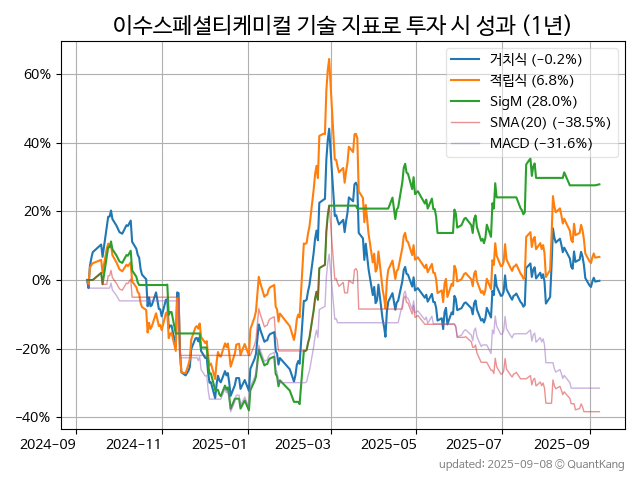 이수스페셜티케미컬 기술 지표로 투자 시 성과 (1년)
거치식 (−0.2%)
적립식 (6.8%)
SigM (28.0%)
SMA(20) (−38.5%)
MACD (−31.6%)
60%
40%
20%
0%
−20%
−40%
2024-09 2024-11 2025-01 2025-03 2025-05 2025-07 2025-09
updated: 2025-09-08 © QuantKang